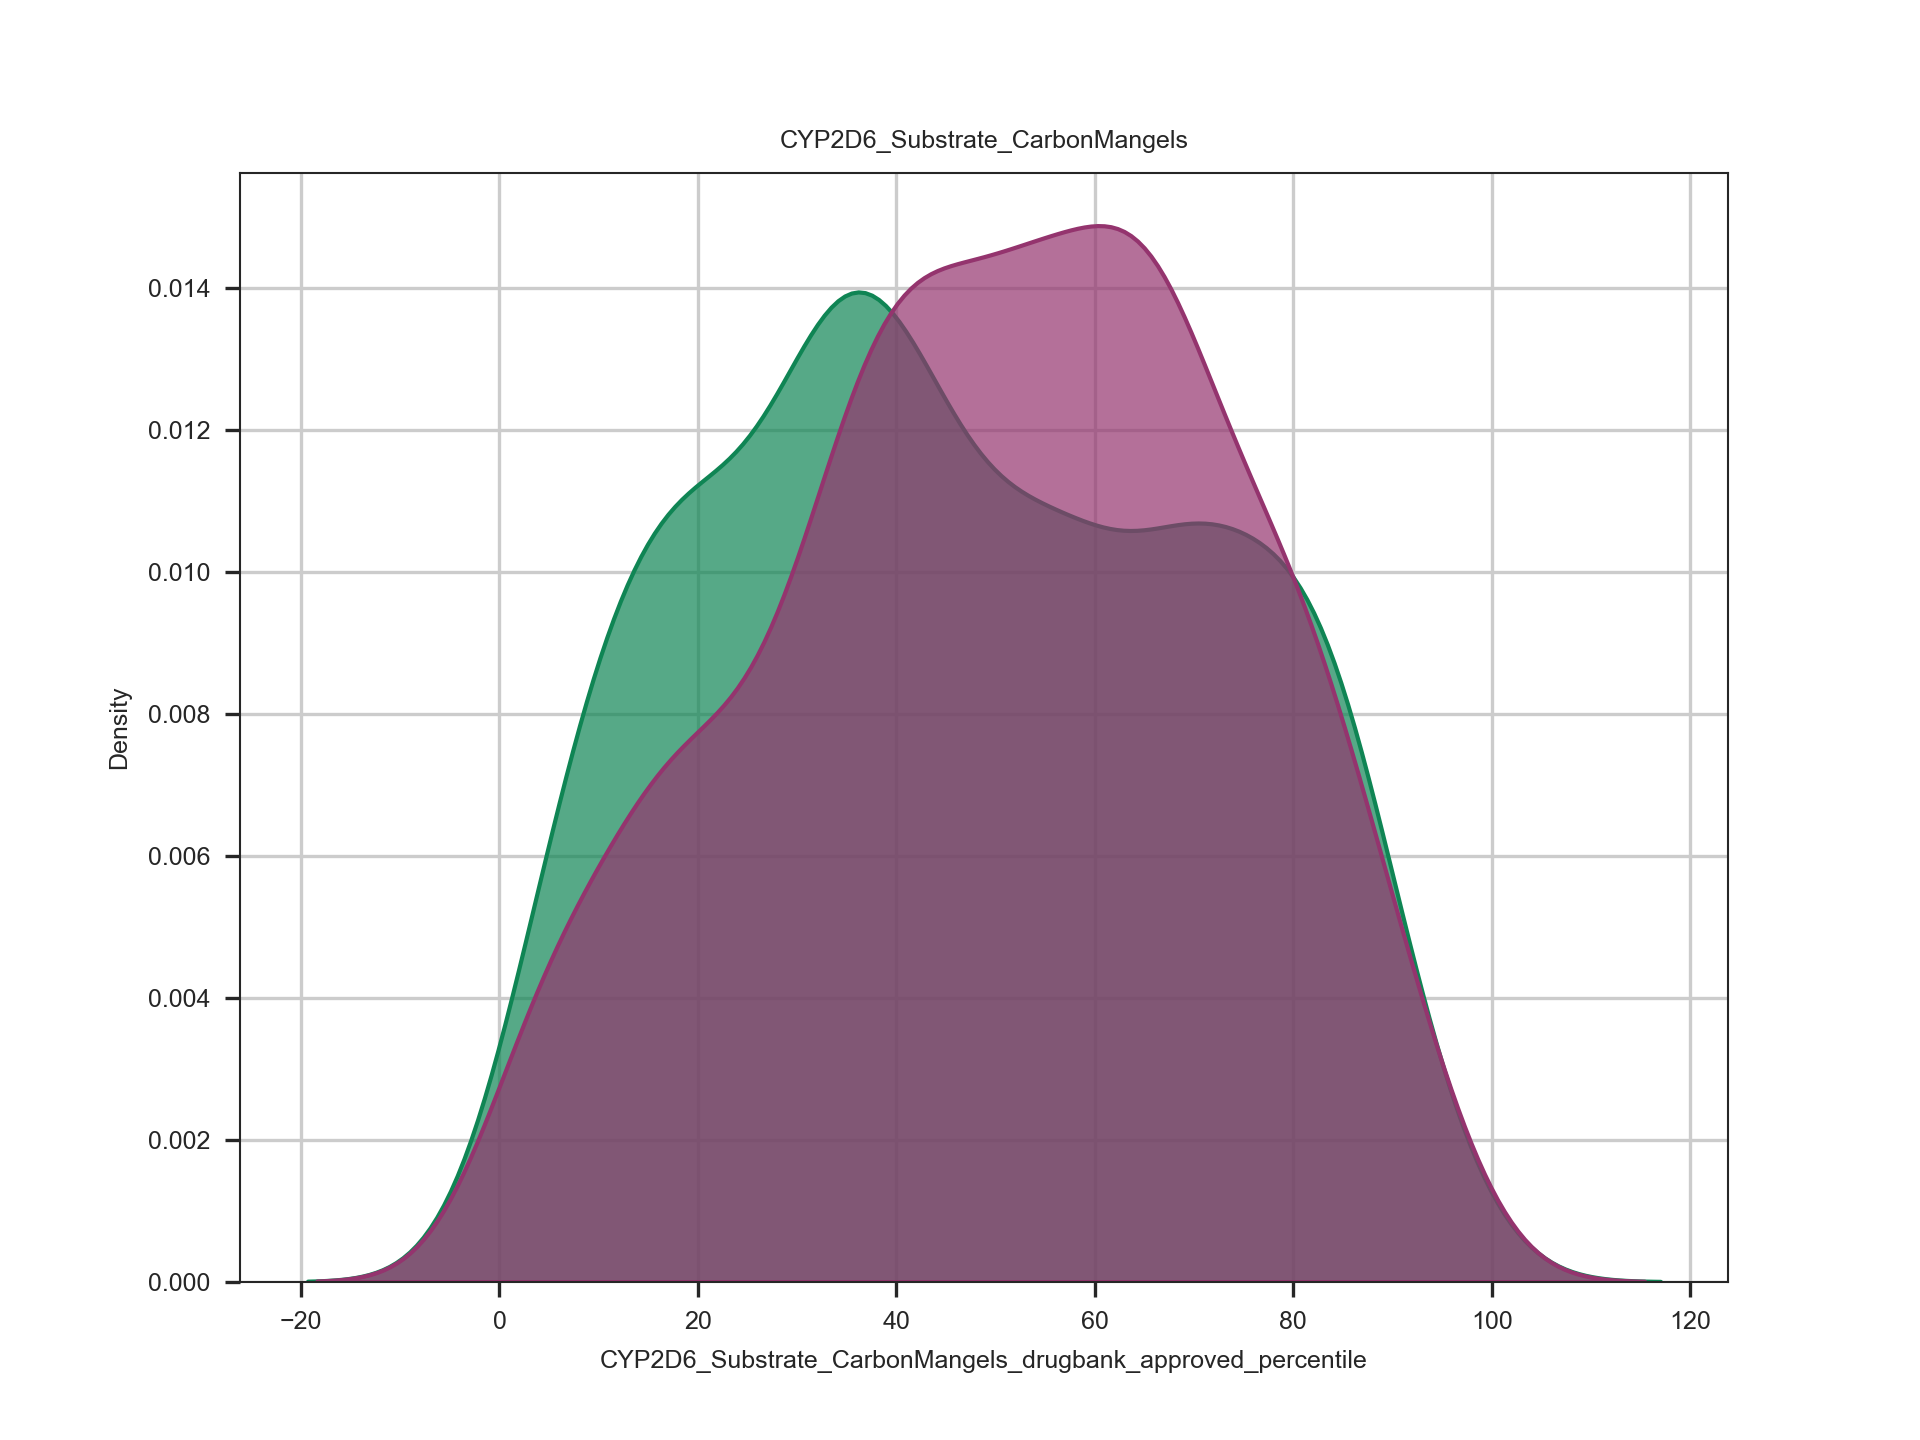 CYP2D6_Substrate_CarbonMangels
0.014
0.012
0.010
0.008
0.006
0.004
0.002
0.000
Density
−20 0 20 40 60 80 100 120
CYP2D6_Substrate_CarbonMangels_drugbank_approved_percentile